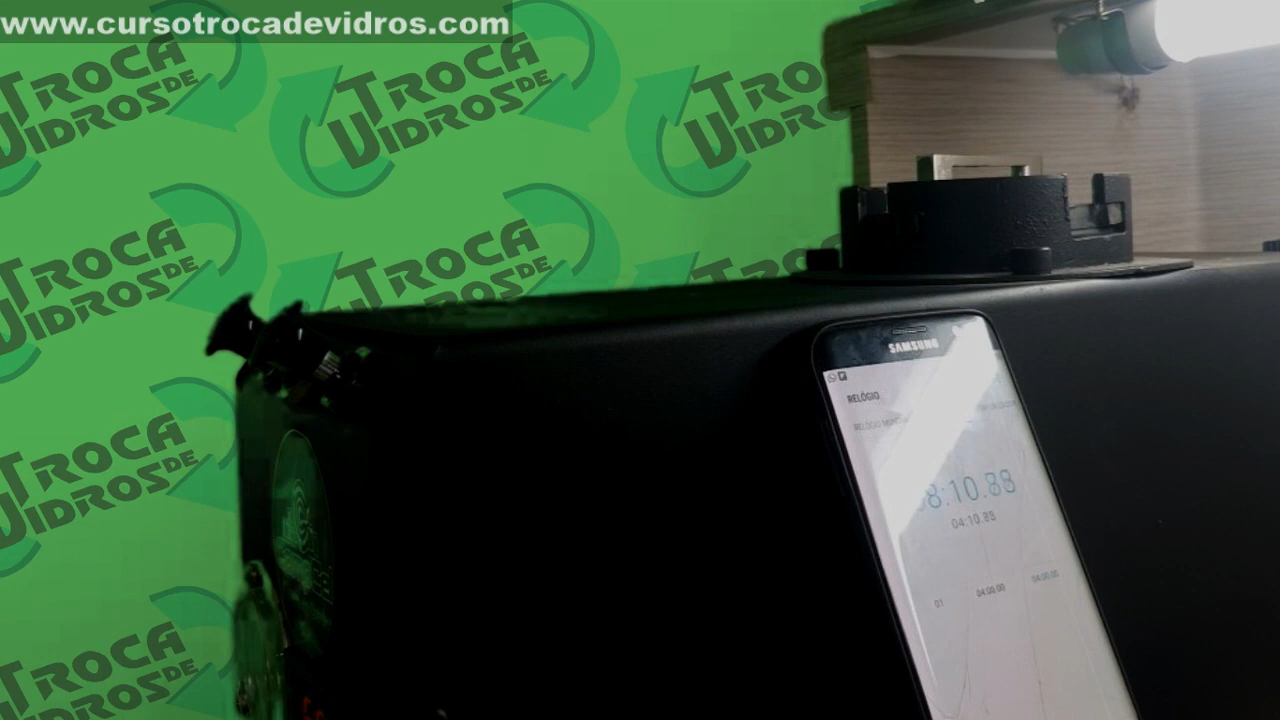 www.cursotrocadevidros.com
TROCA
DE
VIDROS
TROCA
DE
VIDROS
TROCA
DE
VIDROS
TROCA
DE
VIDROS
TROCA
DE
VIDROS
TROCA
DE
VIDROS
SAMSUNG
RELÓGIO
8:10.88
04:10.85
01 04:00.00 04:00.00